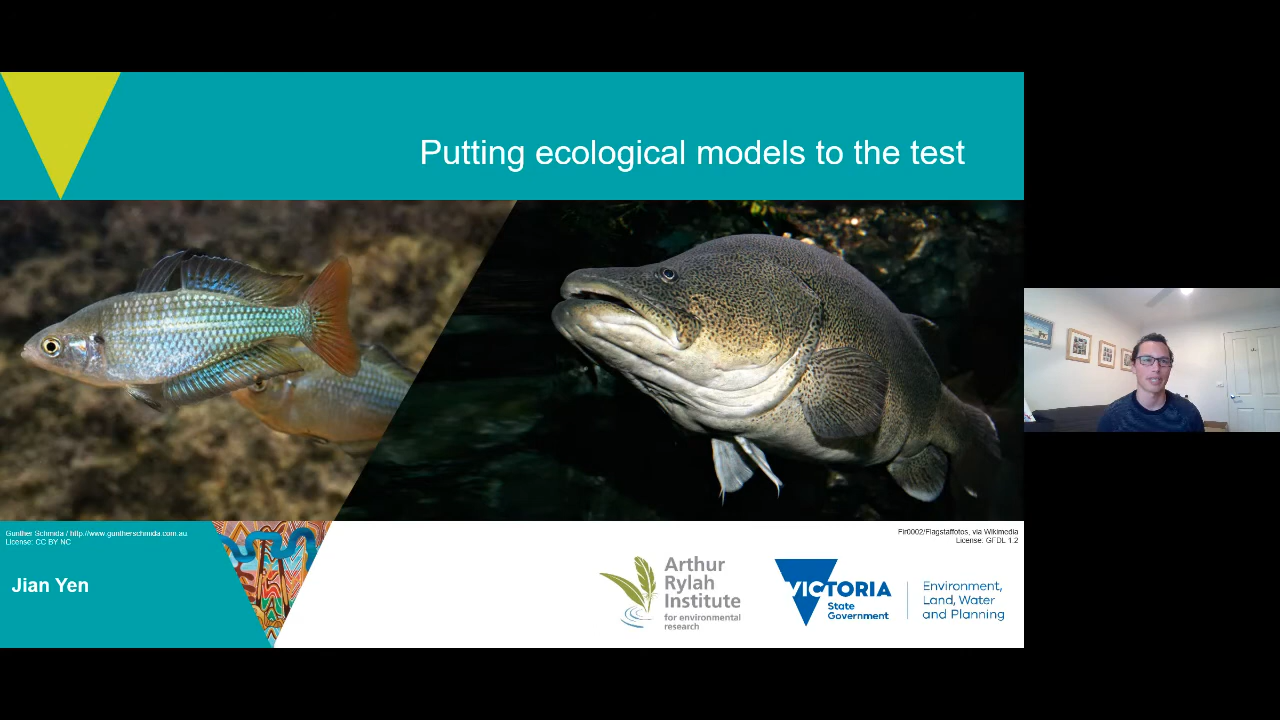 Putting ecological models to the test
Gunther Schmida / http://www.guntherschmida.com.au
License: CC BY NC
Fir0002/Flagstaffotos, via Wikimedia
License: GFDL 1.2
Jian Yen
Arthur
Rylah
Institute
for environmental
research
VICTORIA
State
Government
Environment,
Land, Water
and Planning